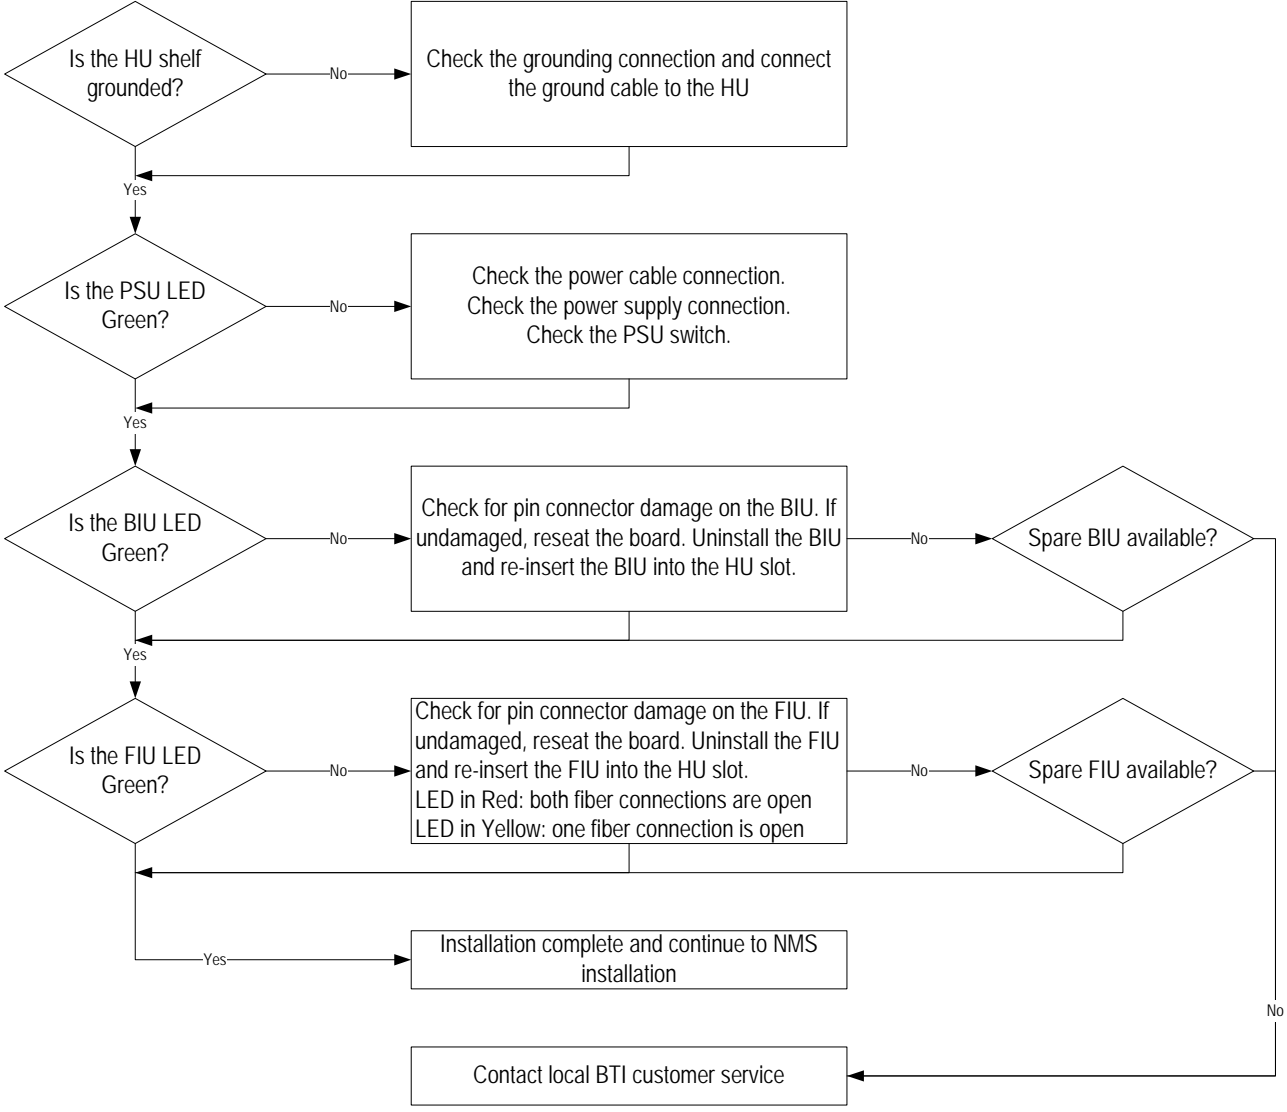 Is the HU shelf
grounded?
No
Check the grounding connection and connect
the ground cable to the HU
Yes
Is the PSU LED
Green?
No
Check the power cable connection.
Check the power supply connection.
Check the PSU switch.
Yes
Is the BIU LED
Green?
No
Check for pin connector damage on the BIU. If
undamaged, reseat the board. Uninstall the BIU
and re-insert the BIU into the HU slot.
No
Spare BIU available?
Yes
Is the FIU LED
Green?
No
Check for pin connector damage on the FIU. If
undamaged, reseat the board. Uninstall the FIU
and re-insert the FIU into the HU slot.
LED in Red: both fiber connections are open
LED in Yellow: one fiber connection is open
No
Spare FIU available?
Yes
Installation complete and continue to NMS
installation
No
Contact local BTI customer service